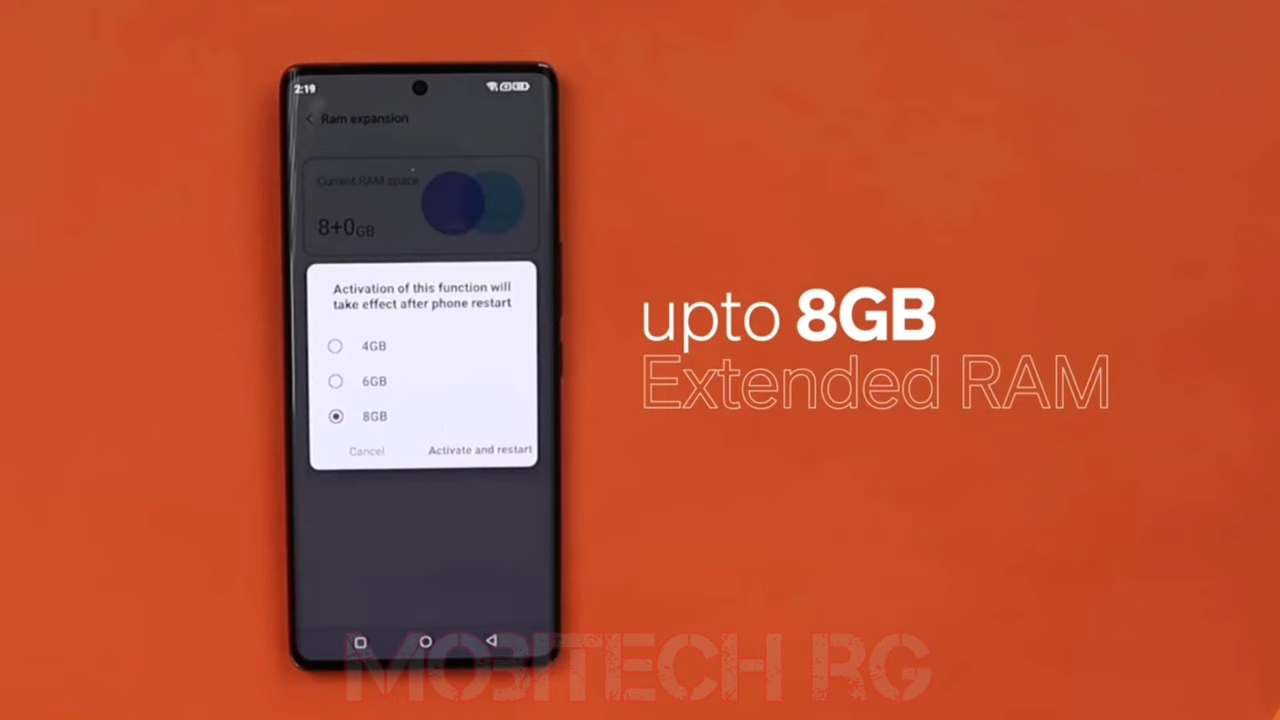 2:19
Ram expansion
Current RAM space
8+0GB
Activation of this function will
take effect after phone restart
4GB
6GB
8GB
Cancel
Activate and restart
upto 8GB
Extended RAM
MOBITECH RG